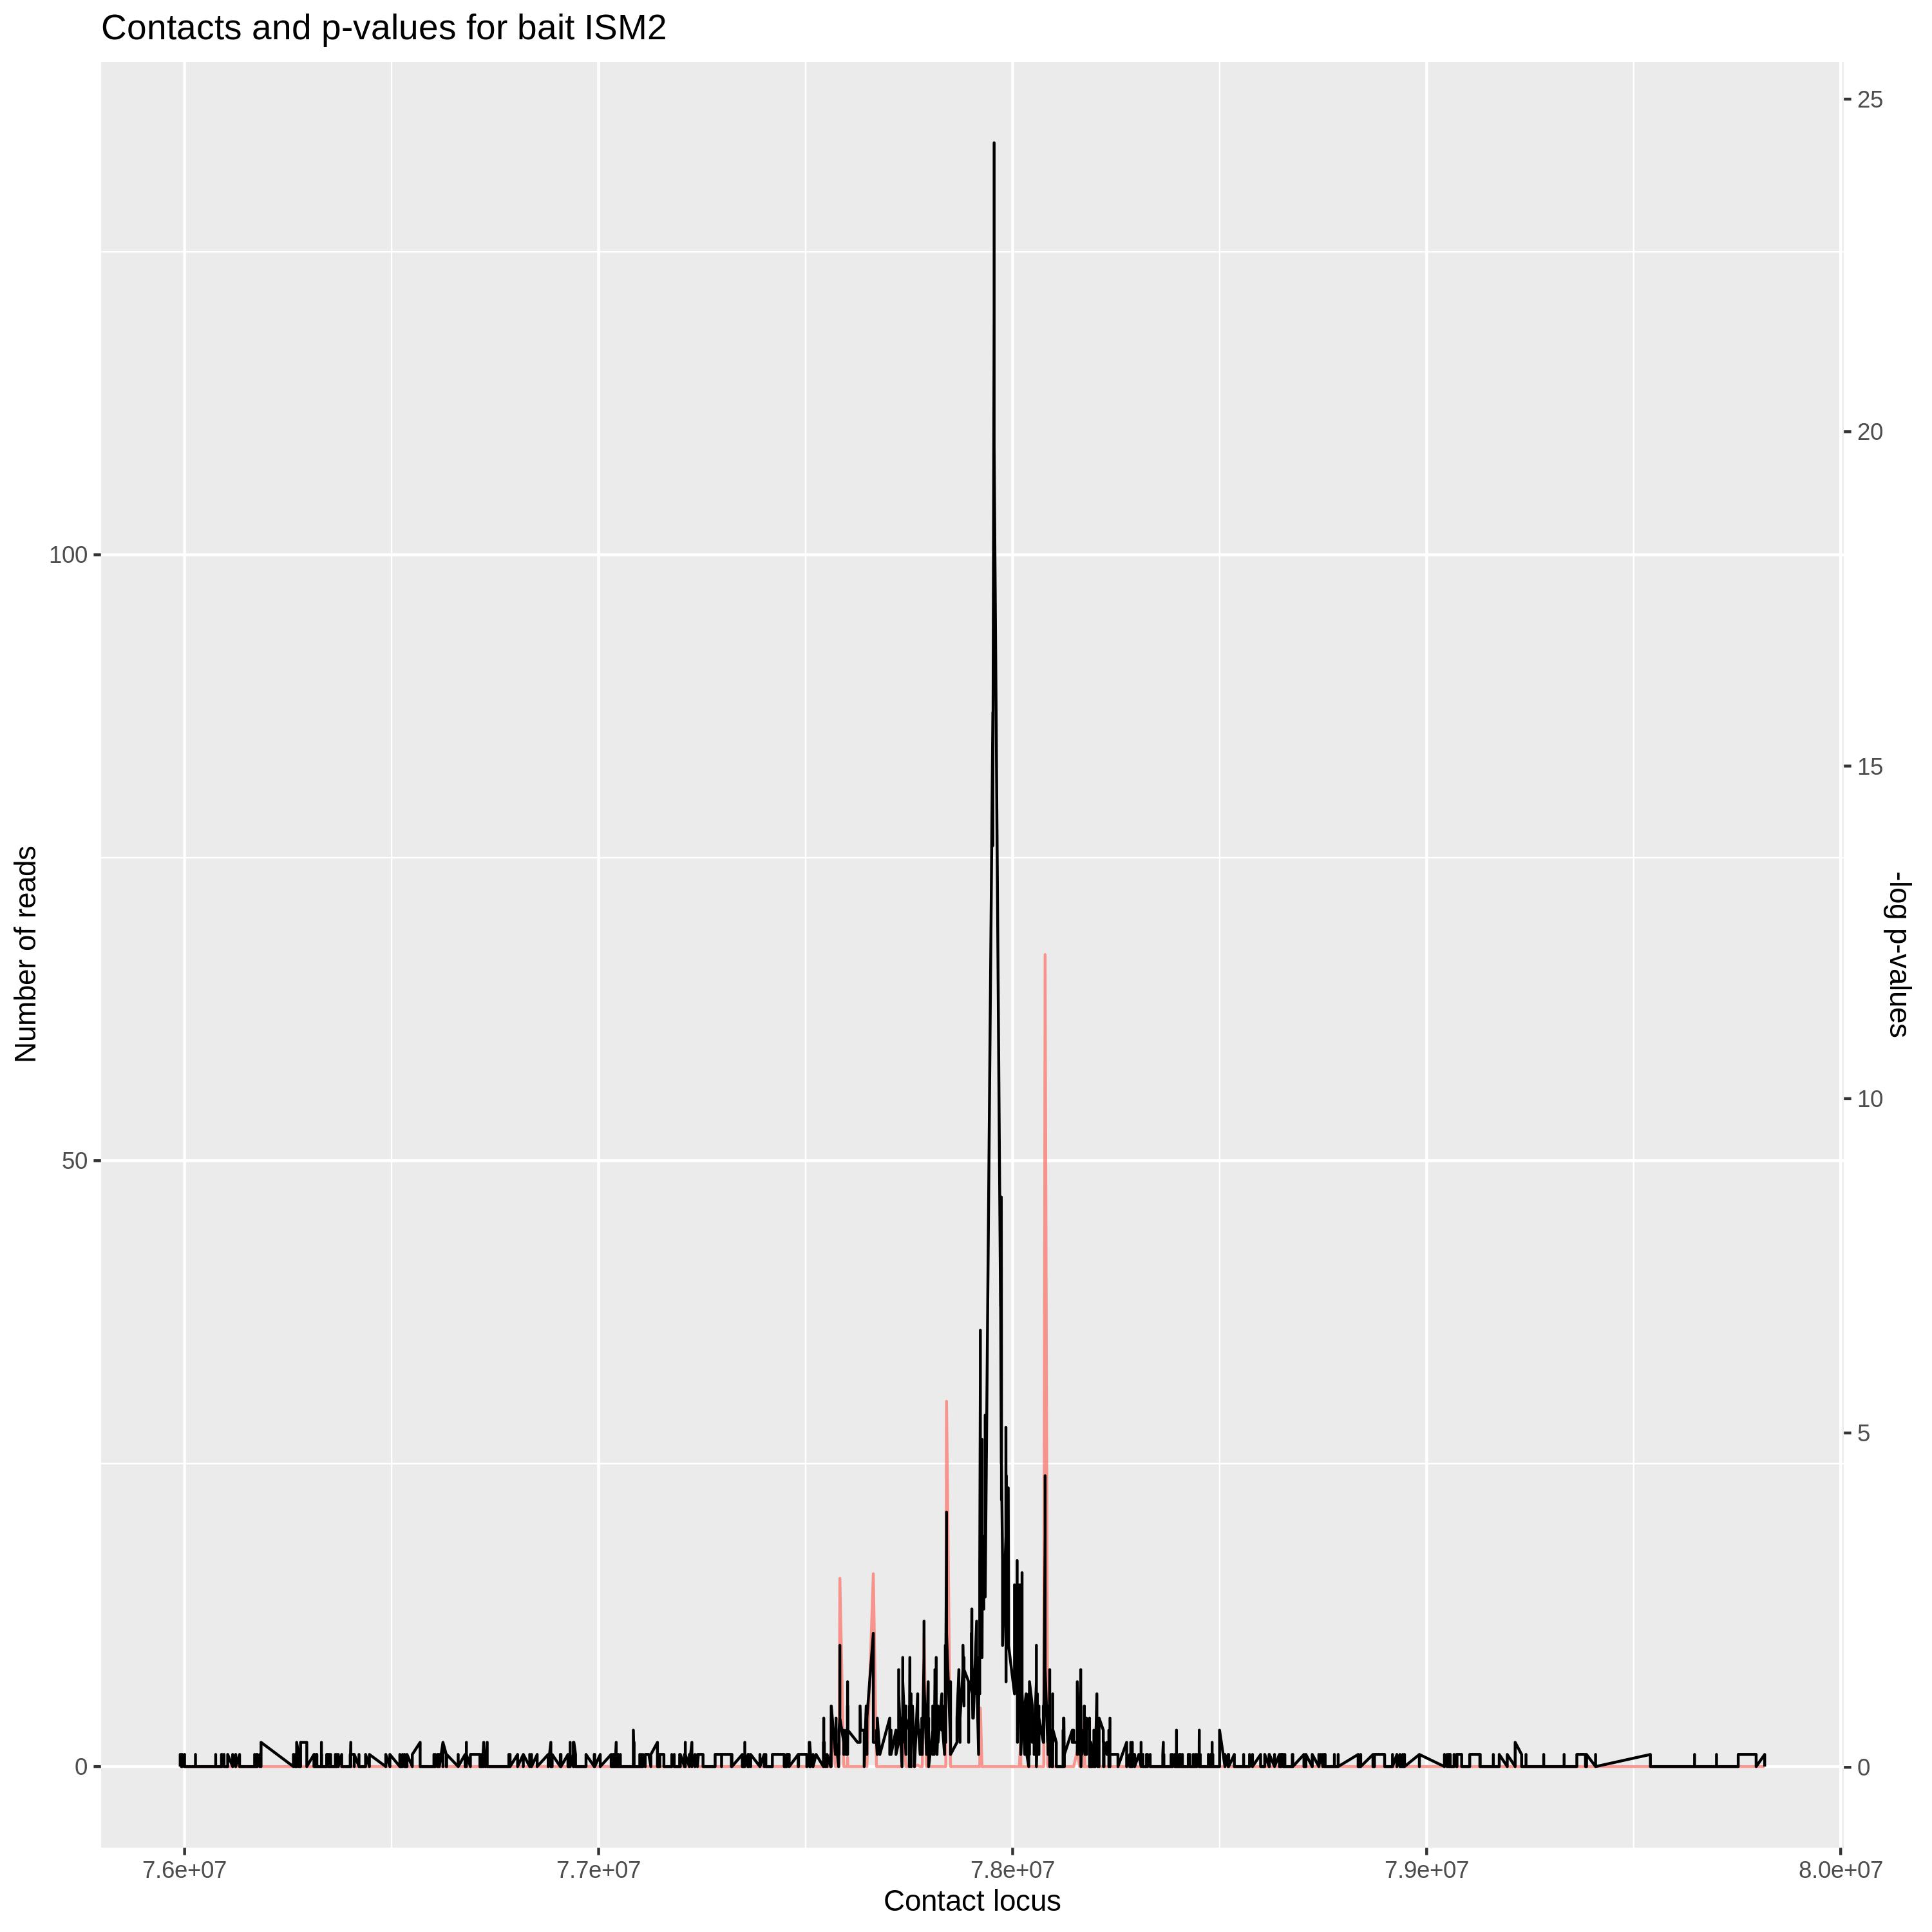 Contacts and p-values for bait ISM2
Number of reads
100
50
0
25
20
15
10
5
0
-log p-values
7.6e+07
7.7e+07
7.8e+07
7.9e+07
8.0e+07
Contact locus